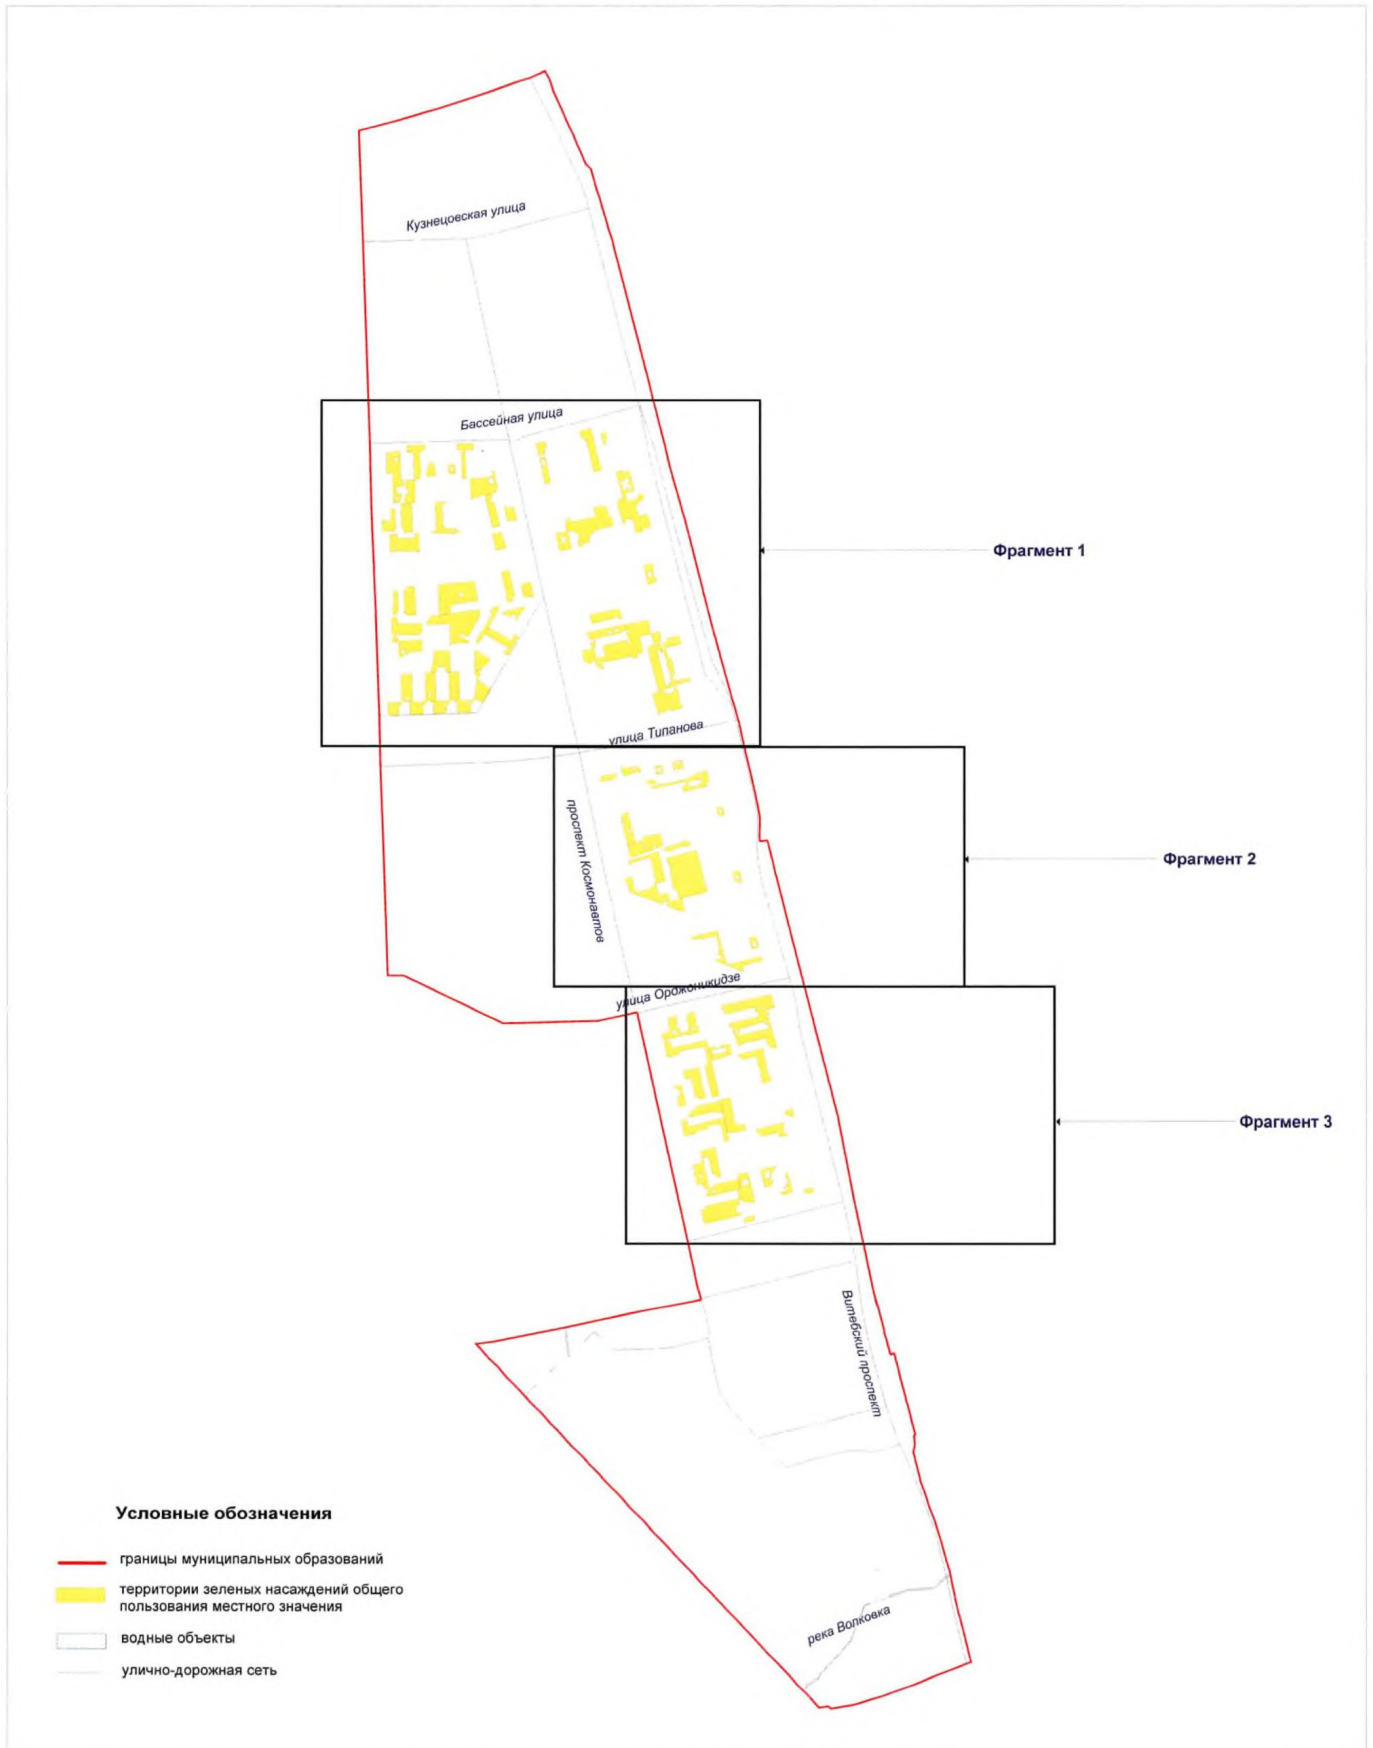 Кузнецовская улица
Бассейная улица
Фрагмент 1
улица Типанова
проспект Космонавтов
Фрагмент 2
улица Орджоникидзе
Фрагмент 3
Витебский проспект
Условные обозначения
границы муниципальных образований
территории зеленых насаждений общего
пользования местного значения
водные объекты
улично-дорожная сеть
река Волковка